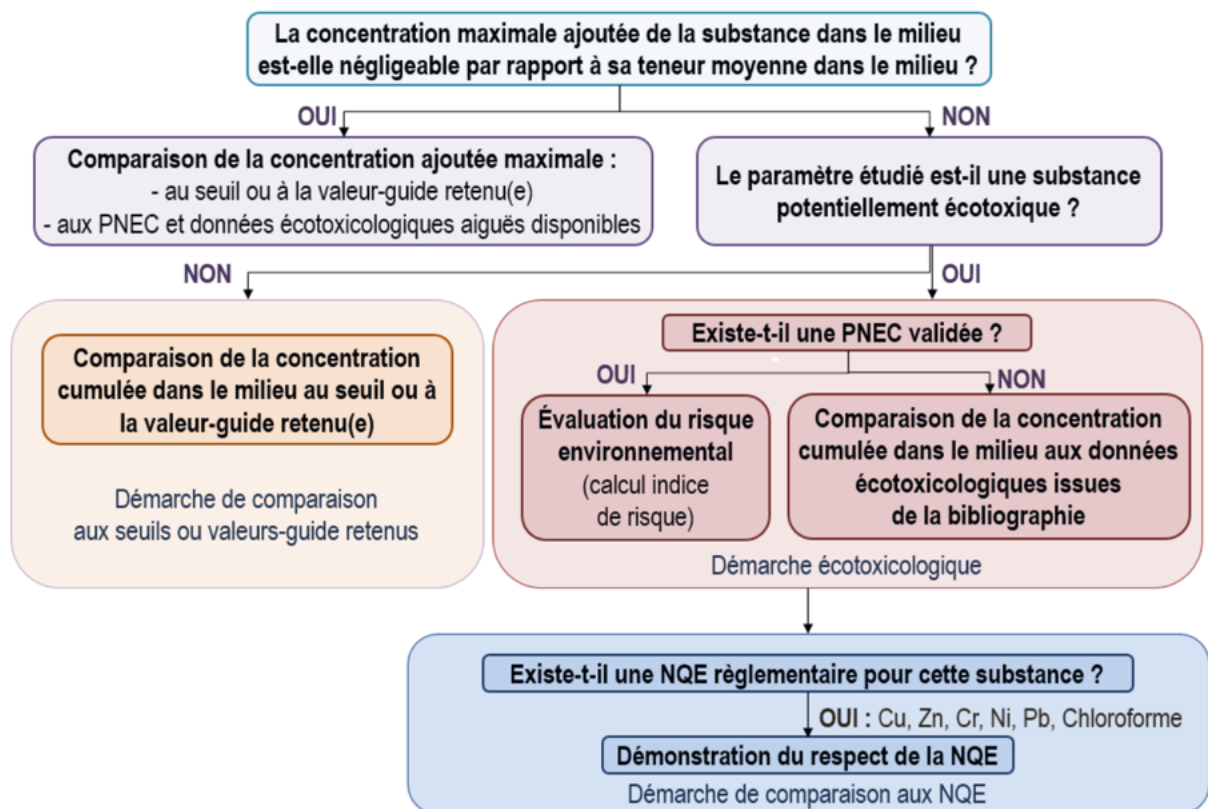 La concentration maximale ajoutée de la substance dans le milieu
est-elle négligeable par rapport à sa teneur moyenne dans le milieu ?
OUI
NON
Comparaison de la concentration ajoutée maximale :
- au seuil ou à la valeur-guide retenu(e)
- aux PNEC et données écotoxicologiques aiguës disponibles
Le paramètre étudié est-il une substance
potentiellement écotoxique ?
NON
OUI
Comparaison de la concentration
cumulée dans le milieu au seuil ou à
la valeur-guide retenu(e)
Démarche de comparaison
aux seuils ou valeurs-guide retenus
Existe-t-il une PNEC validée ?
OUI
NON
Évaluation du risque
environnemental
(calcul indice
de risque)
Comparaison de la concentration
cumulée dans le milieu aux données
écotoxicologiques issues
de la bibliographie
Démarche écotoxicologique
Existe-t-il une NQE règlementaire pour cette substance ?
OUI : Cu, Zn, Cr, Ni, Pb, Chloroforme
Démonstration du respect de la NQE
Démarche de comparaison aux NQE